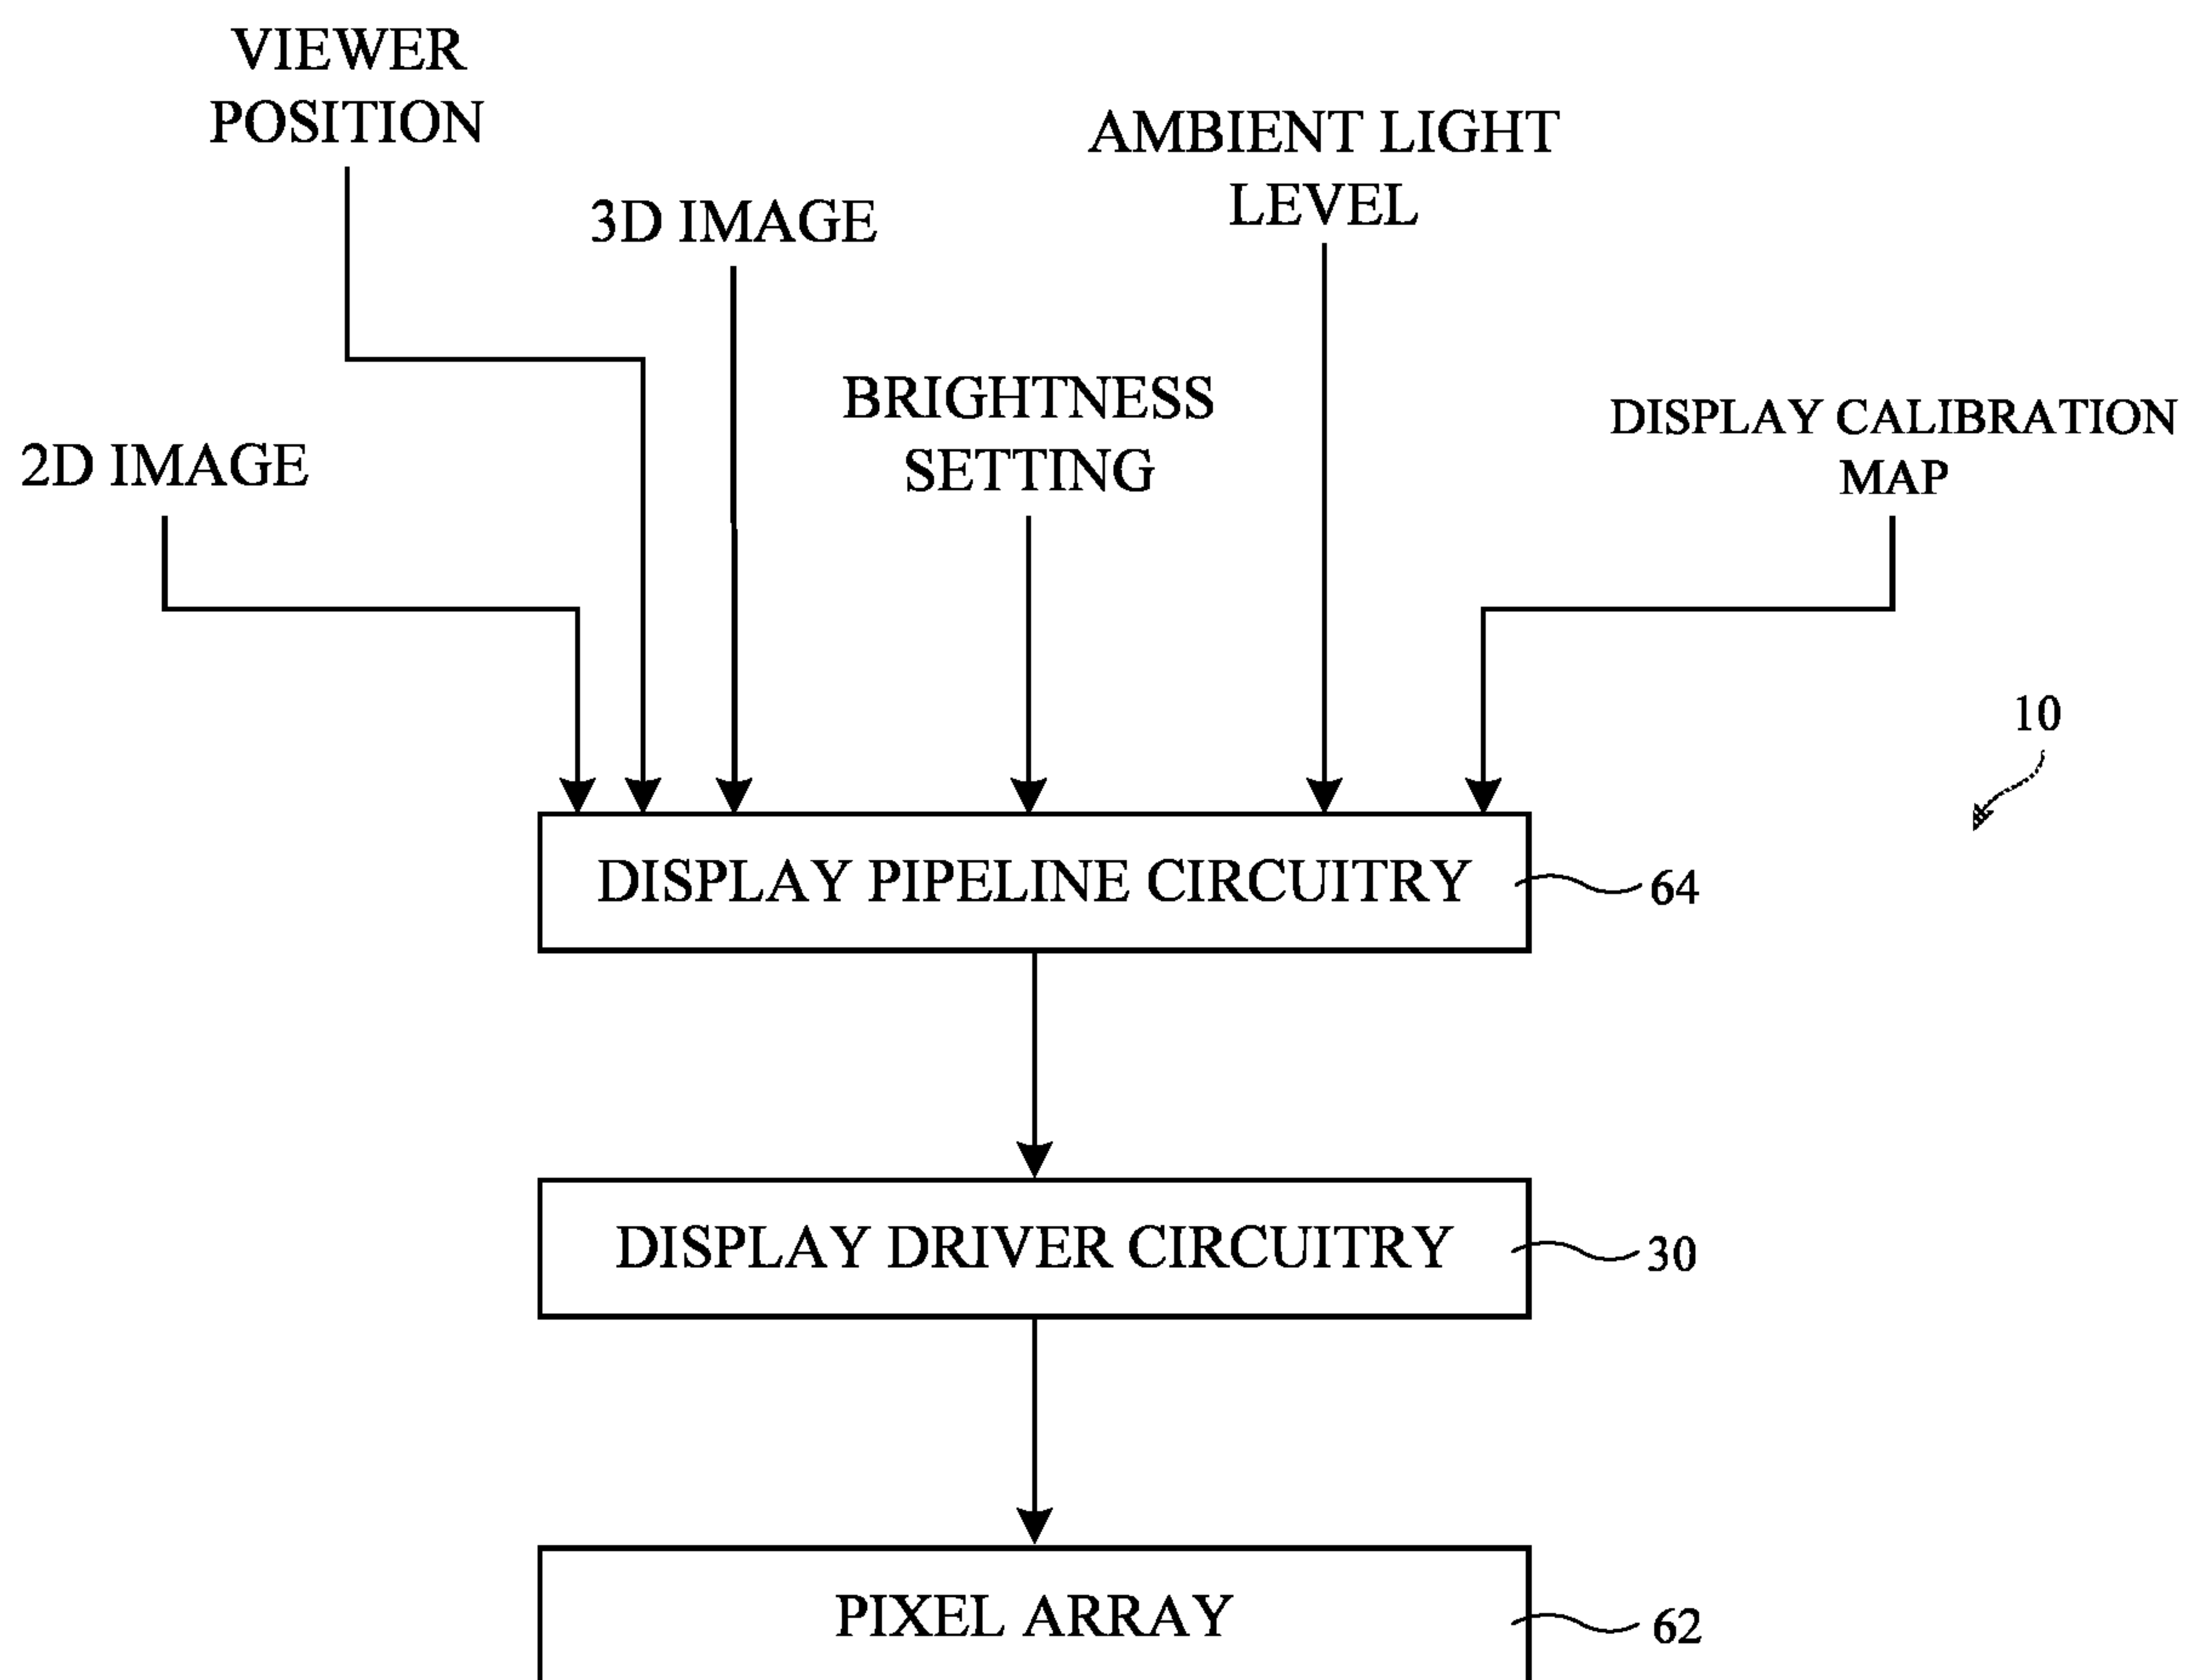 VIEWER
POSITION
AMBIENT LIGHT
LEVEL
3D IMAGE
BRIGHTNESS
SETTING
DISPLAY CALIBRATION
MAP
2D IMAGE
10
DISPLAY PIPELINE CIRCUITRY
64
DISPLAY DRIVER CIRCUITRY
30
PIXEL ARRAY
62